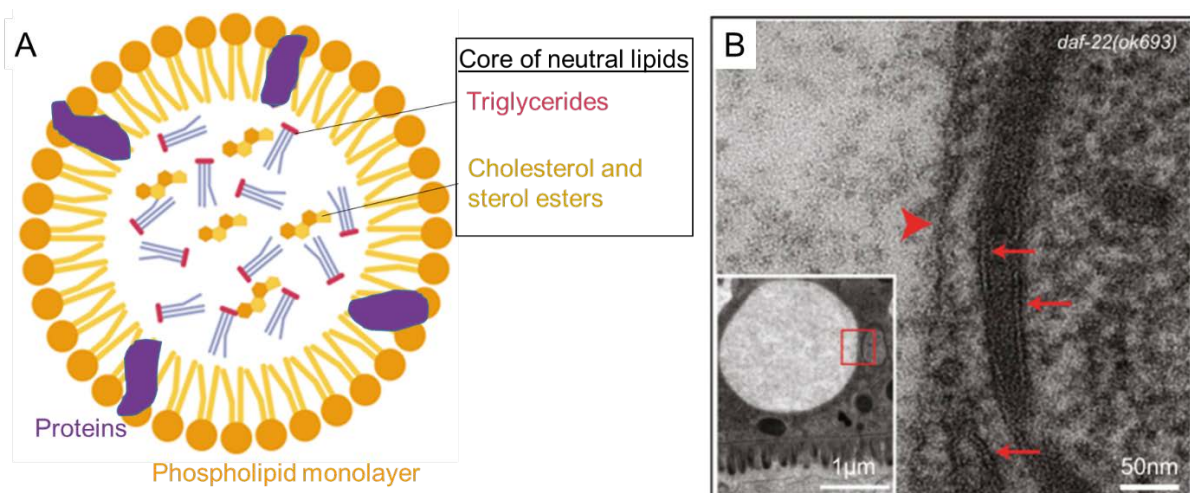 A
Core of neutral lipids
Triglycerides
Cholesterol and
sterol esters
Proteins
Phospholipid monolayer
B
daf-22(ok693)
1μm
50nm